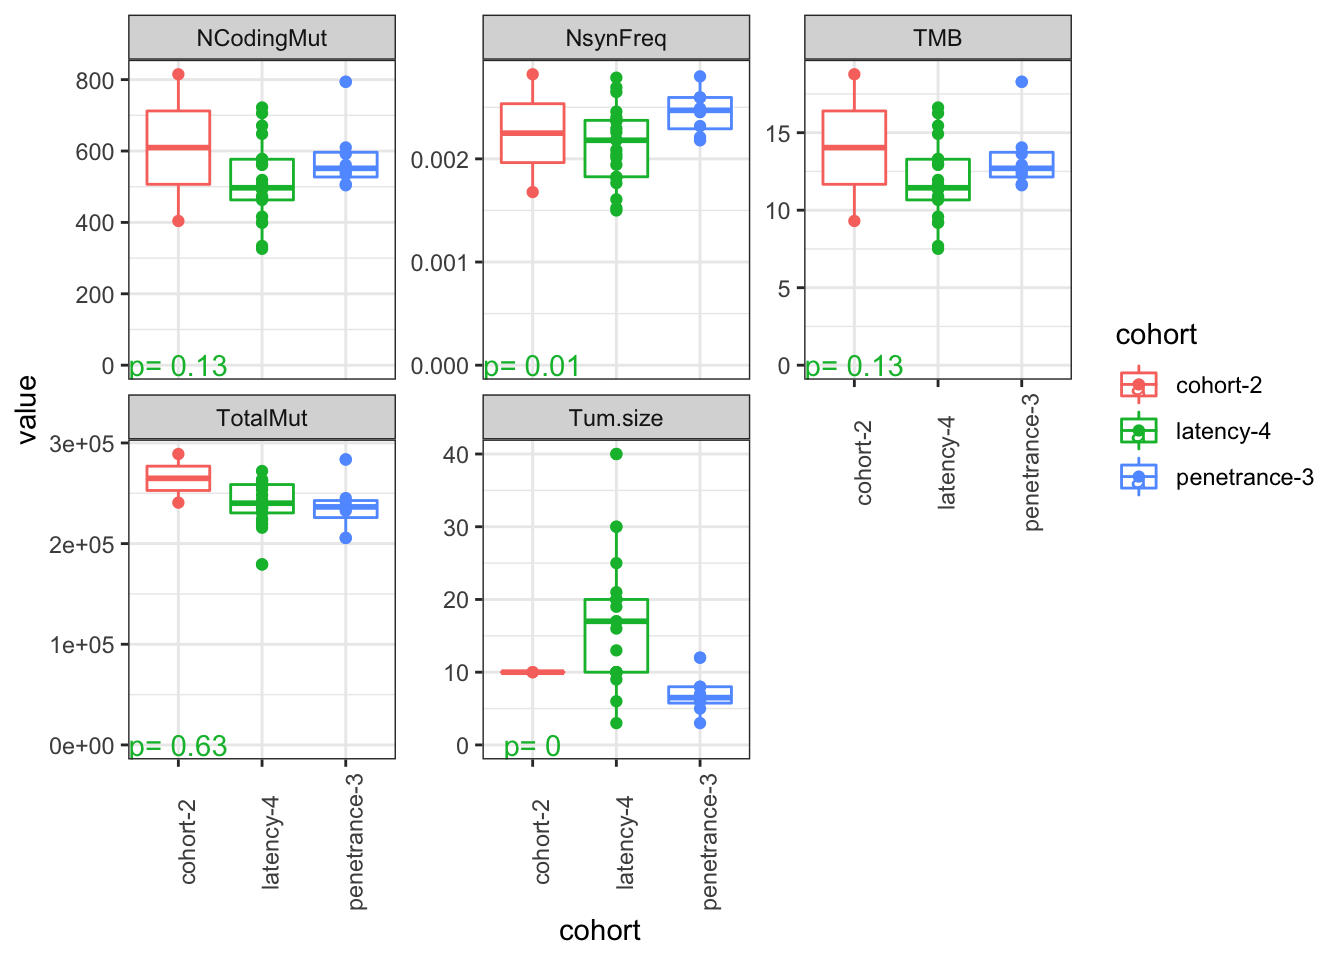 NCodingMut
NsynFreq
TMB
800
600
400
200
0
p= 0.13
0.002
0.001
0.000
p= 0.01
15
10
5
0
p= 0.13
cohort-2
latency-4
penetrance-3
value
TotalMut
Tum.size
3e+05
2e+05
1e+05
0e+00
p= 0.63
40
30
20
10
0
p= 0
cohort-2
latency-4
penetrance-3
cohort-2
latency-4
penetrance-3
cohort
cohort
cohort-2
latency-4
penetrance-3